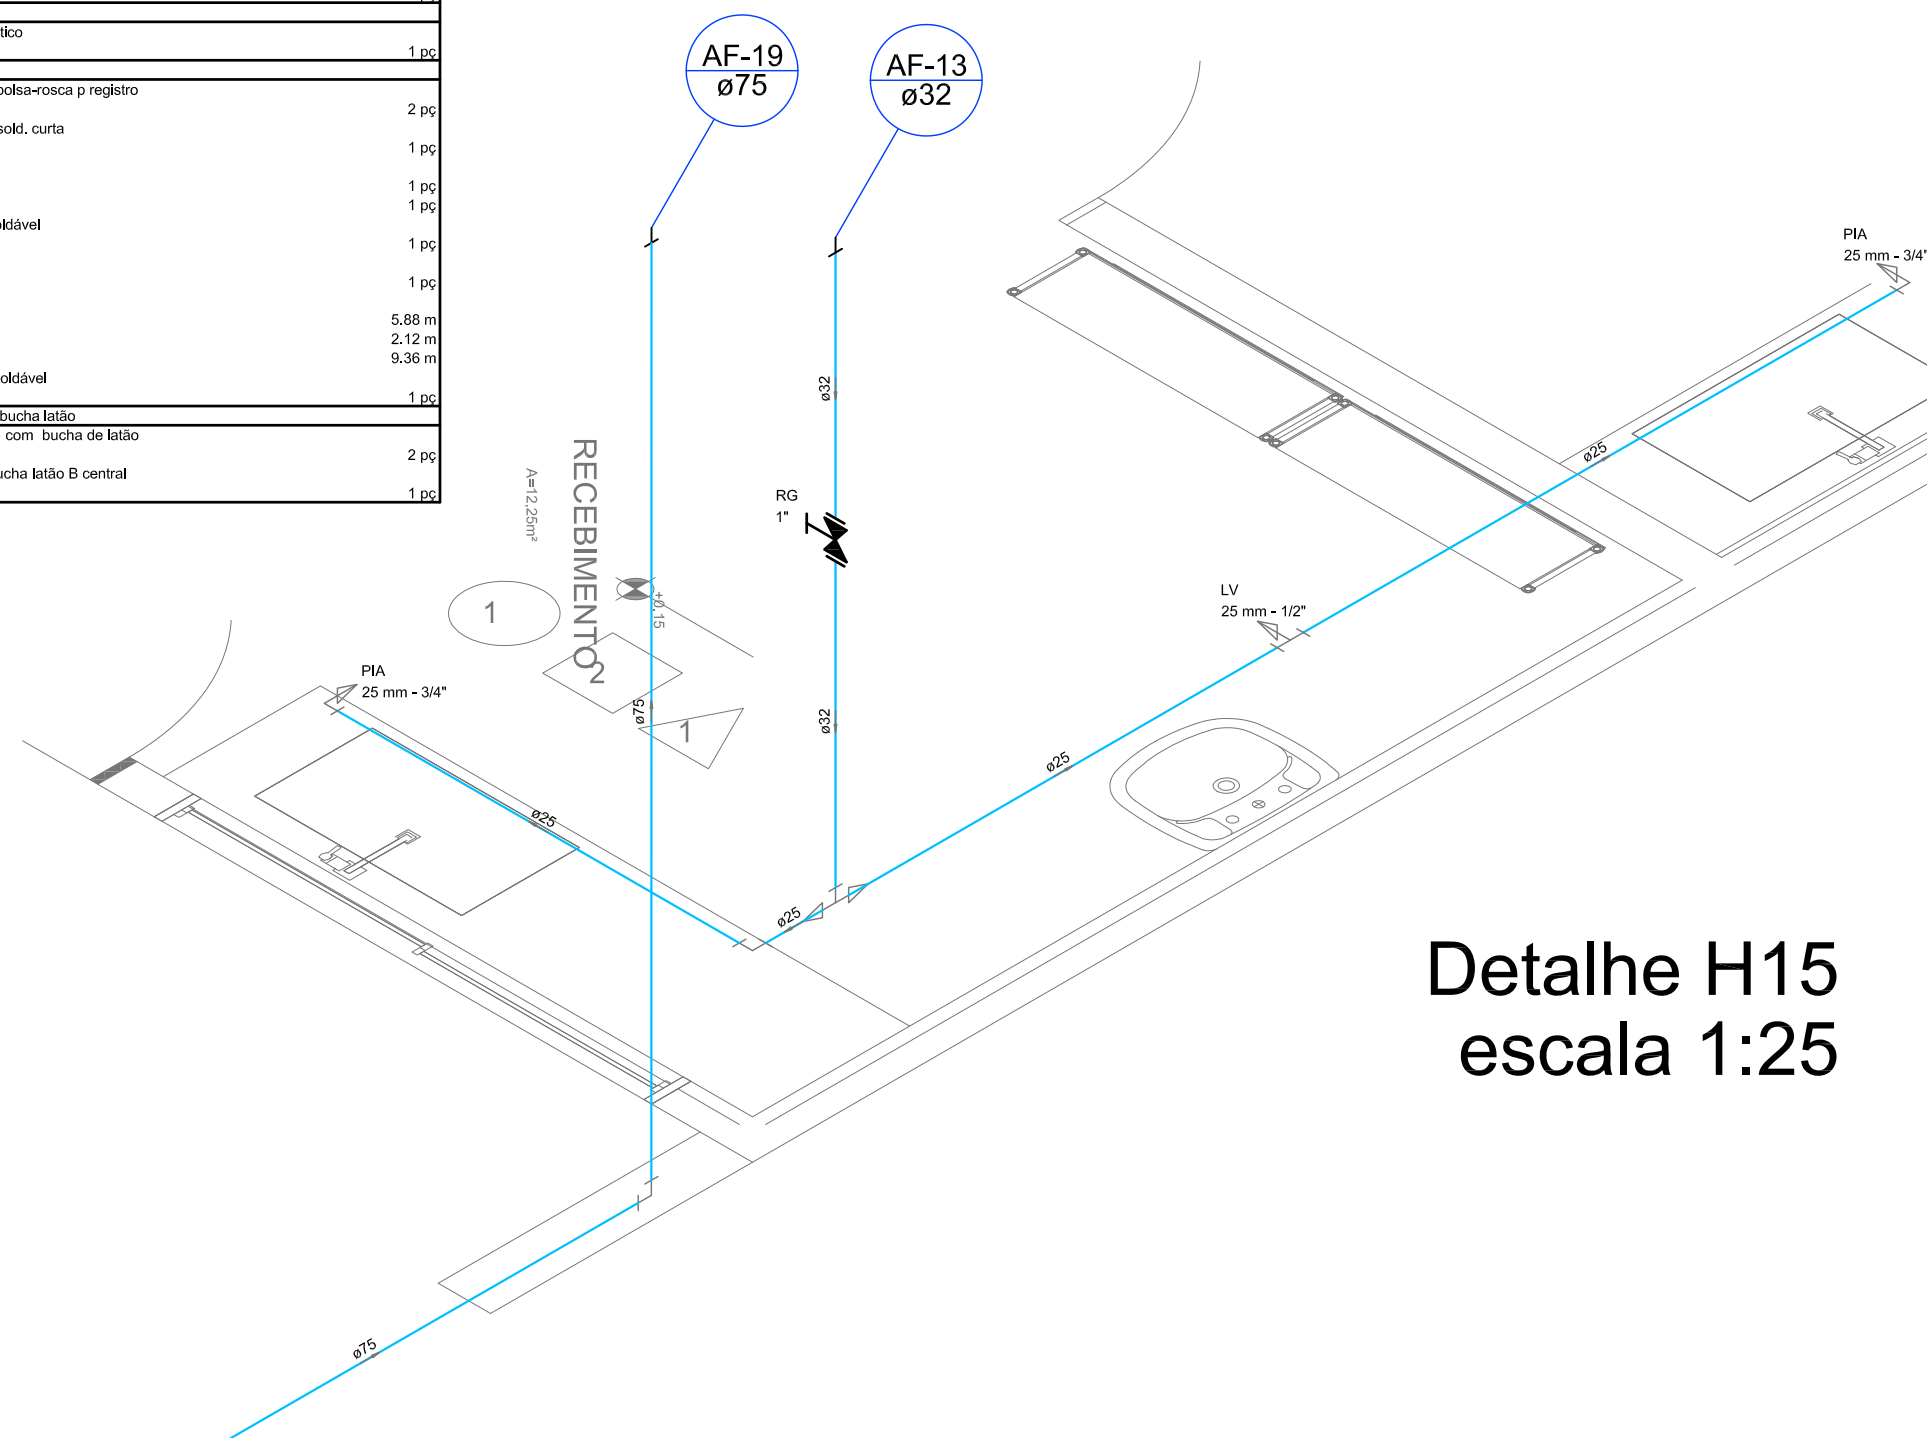 tico
1 pç
bolsa-rosca p registro
2 pç
sold. curta
1 pç
1 pç
1 pç
oldável
1 pç
1 pç
5.88 m
2.12 m
9.36 m
oldável
1 pç
bucha latão
com bucha de latão
2 pç
ucha latão B central
1 pç
AF-19
ø75
AF-13
ø32
PIA
25 mm - 3/4"
ø32
ø25
RECEBIMENTO
A=12,25m²
RG
1"
+0.15
1
2
1
LV
25 mm - 1/2"
PIA
25 mm - 3/4"
ø75
ø32
ø25
ø25
ø25
Detalhe H15
escala 1:25
ø75